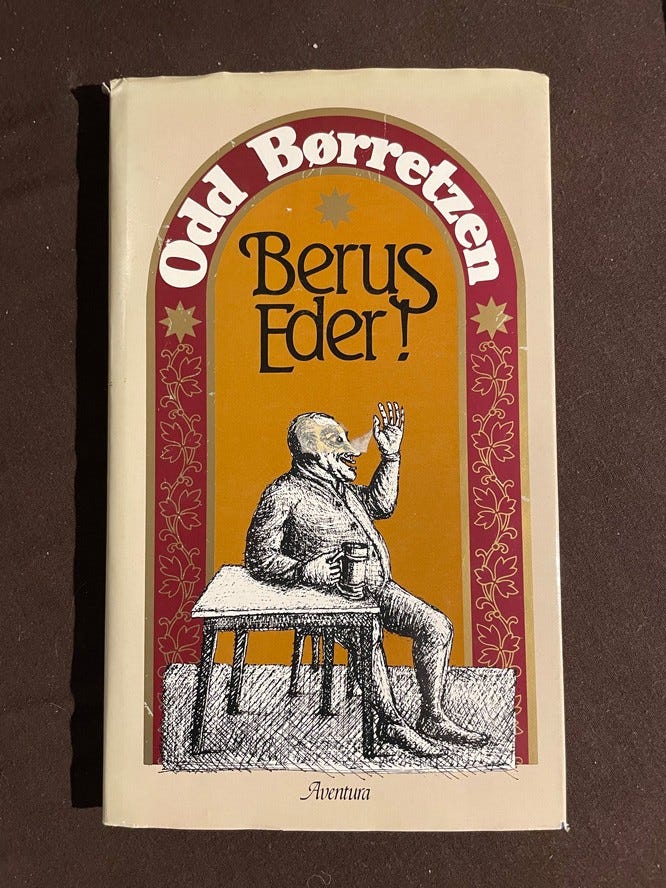 Odd Børretzen
Berus
Eder!
Aventura